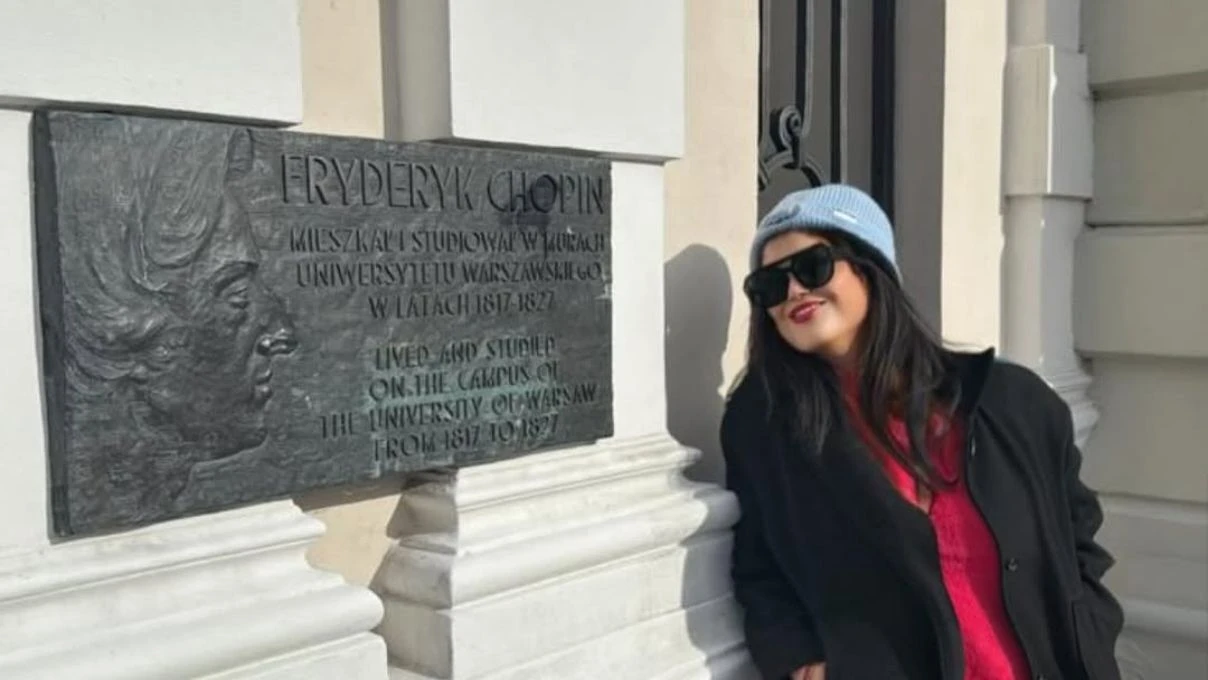 FRYDERYK CHOPIN
MIESZKAŁ I STUDIOWAŁ W MURACH
UNIWERSYTETU WARSZAWSKIEGO
W LATACH 1817-1827
LIVED AND STUDIED
ON THE CAMPUS OF
THE UNIVERSITY OF WARSAW
FROM 1817 TO 1827